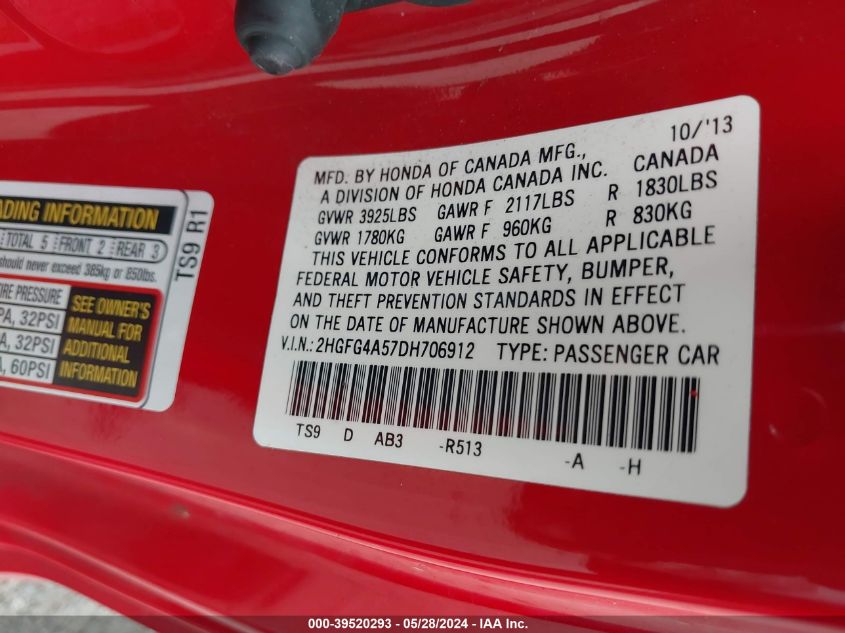 10/'13
MFD. BY HONDA OF CANADA MFG., CANADA
A DIVISION OF HONDA CANADA INC.
GVWR 3925LBS GAWR F 2117LBS R 1830LBS
GVWR 1780KG GAWR F 960KG R 830KG
THIS VEHICLE CONFORMS TO ALL APPLICABLE
FEDERAL MOTOR VEHICLE SAFETY, BUMPER,
AND THEFT PREVENTION STANDARDS IN EFFECT
ON THE DATE OF MANUFACTURE SHOWN ABOVE.
V.I.N.: 2HGFG4A57DH706912 TYPE: PASSENGER CAR
TS9 D AB3 -R513 -A -H
INFORMATION
TOTAL 5 FRONT 2 REAR 3
should never exceed 385kg or 850lbs.
PRESSURE
32PSI
32PSI
60PSI
SEE OWNER'S
MANUAL FOR
ADDITIONAL
INFORMATION
TS9 R1
000-39520293 - 05/28/2024 - IAA Inc.